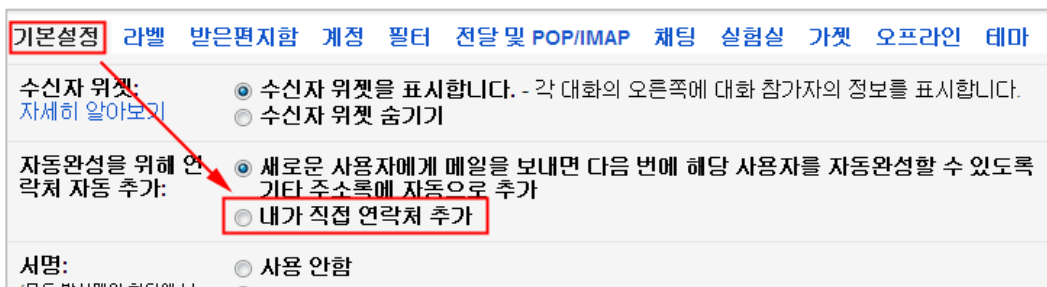 기본설정 라벨 받은편지함 계정 필터 전달 및 POP/IMAP 채팅 실험실 가젯 오프라인 테마
수신자 위젯:
자세히 알아보기
수신자 위젯을 표시합니다. - 각 대화의 오른쪽에 대화 참가자의 정보를 표시합니다.
수신자 위젯 숨기기
자동완성을 위해 연
락처 자동 추가:
새로운 사용자에게 메일을 보내면 다음 번에 해당 사용자를 자동완성할 수 있도록
기타 주소록에 자동으로 추가
내가 직접 연락처 추가
서명:
사용 안함